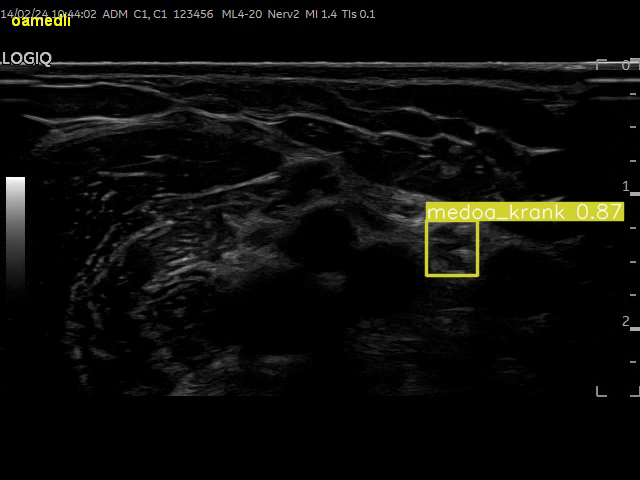 14/02/24 10:44:02 ADM C1, C1 123456 ML4-20 Nerv2 MI 1.4 TIs 0.1
oamedli
LOGIQ
0
1
medoa_krank 0.87
2